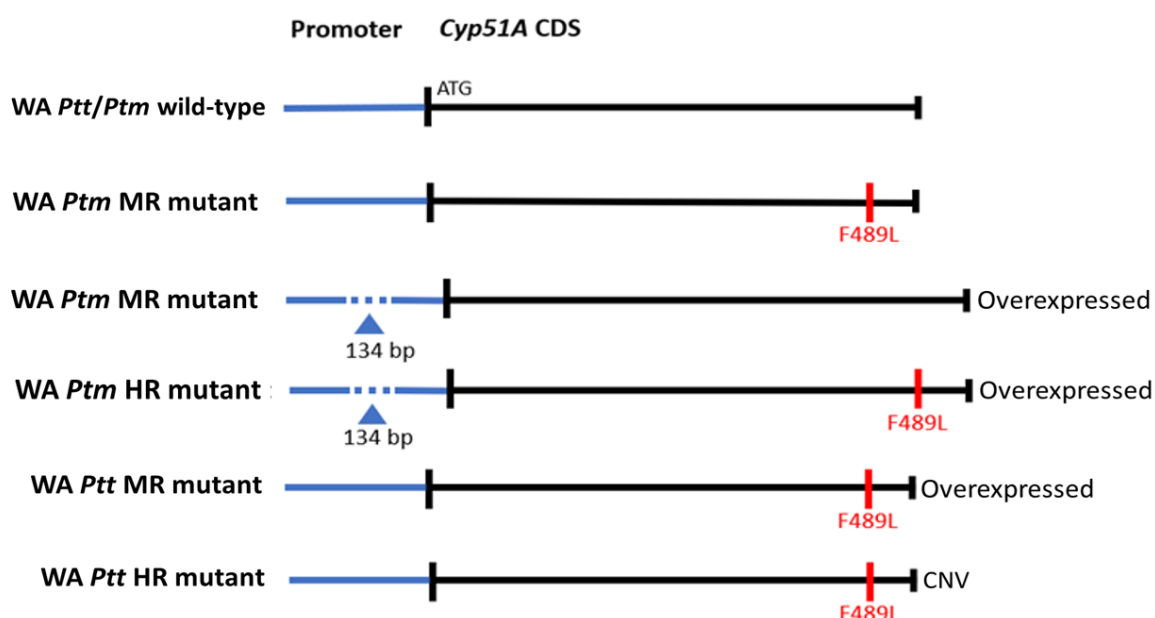 Promoter Cyp51A CDS
ATG
WA Ptt/Ptm wild-type
WA Ptm MR mutant
F489L
WA Ptm MR mutant
Overexpressed
134 bp
WA Ptm HR mutant :
Overexpressed
134 bp
F489L
WA Ptt MR mutant
Overexpressed
F489L
WA Ptt HR mutant
CNV
F489L